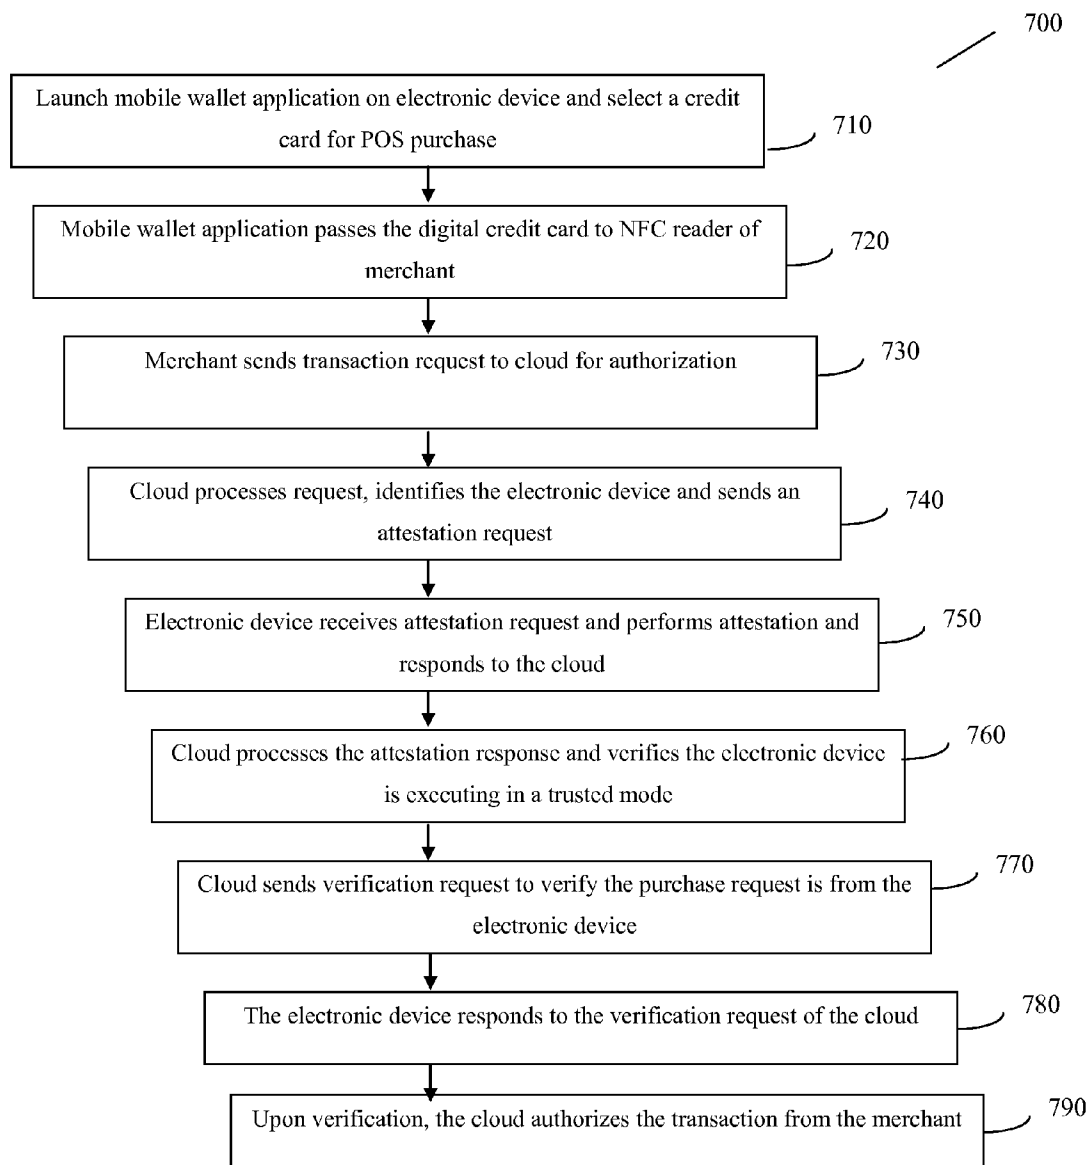 700
Launch mobile wallet application on electronic device and select a credit
card for POS purchase
710
Mobile wallet application passes the digital credit card to NFC reader of
merchant
720
Merchant sends transaction request to cloud for authorization
730
Cloud processes request, identifies the electronic device and sends an
attestation request
740
Electronic device receives attestation request and performs attestation and
responds to the cloud
750
Cloud processes the attestation response and verifies the electronic device
is executing in a trusted mode
760
Cloud sends verification request to verify the purchase request is from the
electronic device
770
The electronic device responds to the verification request of the cloud
780
Upon verification, the cloud authorizes the transaction from the merchant
790